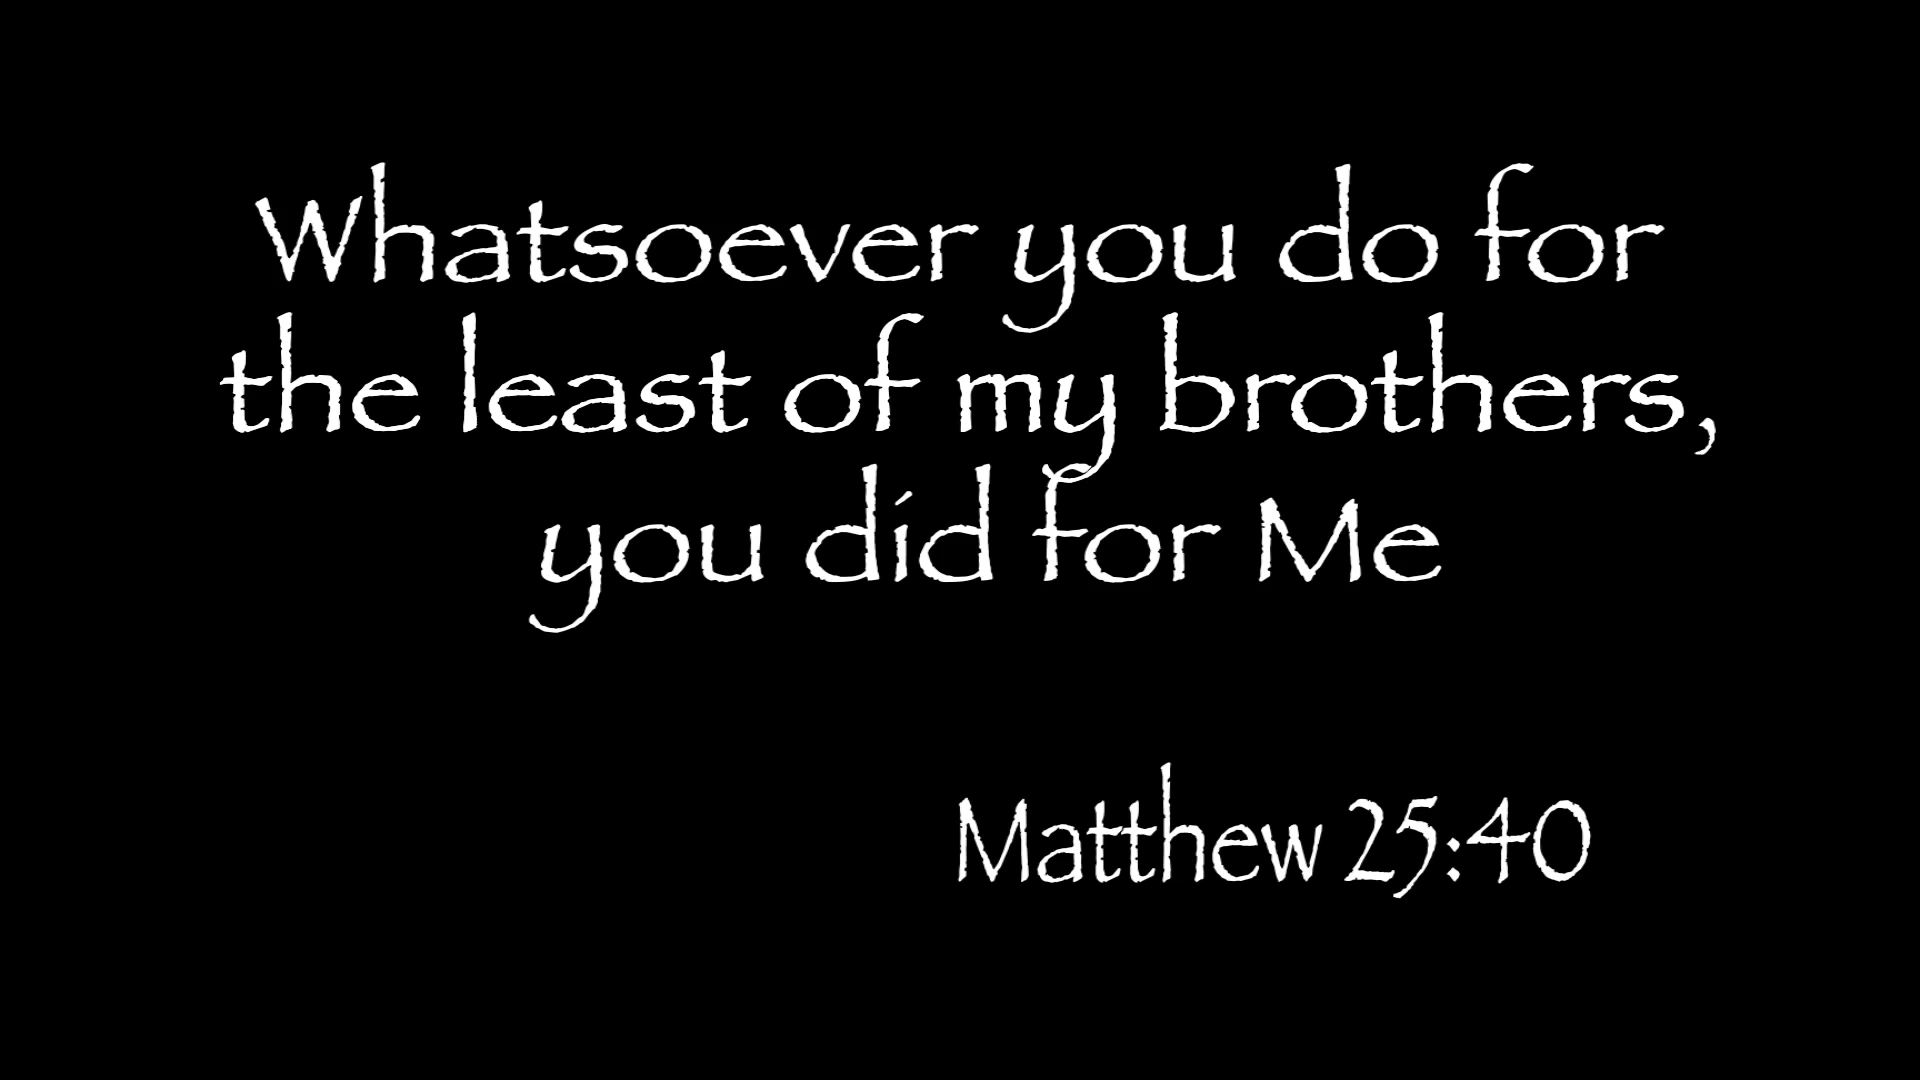 Whatsoever you do for
the least of my brothers,
you did for Me
Matthew 25:40